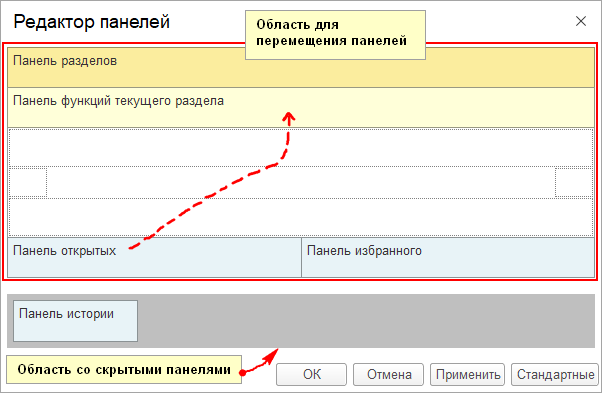 Редактор панелей
Область для
перемещения панелей
Панель разделов
Панель функций текущего раздела
Панель открытых
Панель избранного
Панель истории
Область со скрытыми панелями
ОК
Отмена
Применить
Стандартные